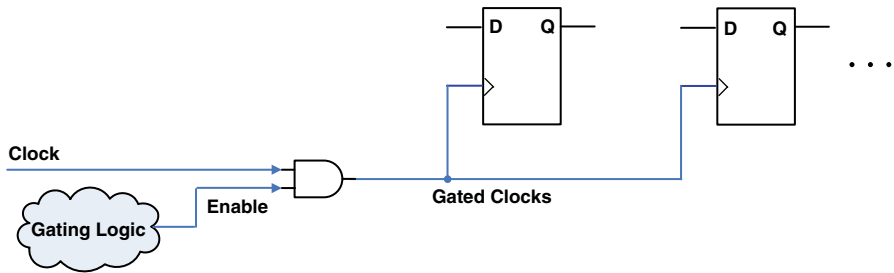 D Q
D Q
. . .
Clock
Enable
Gating Logic
Gated Clocks